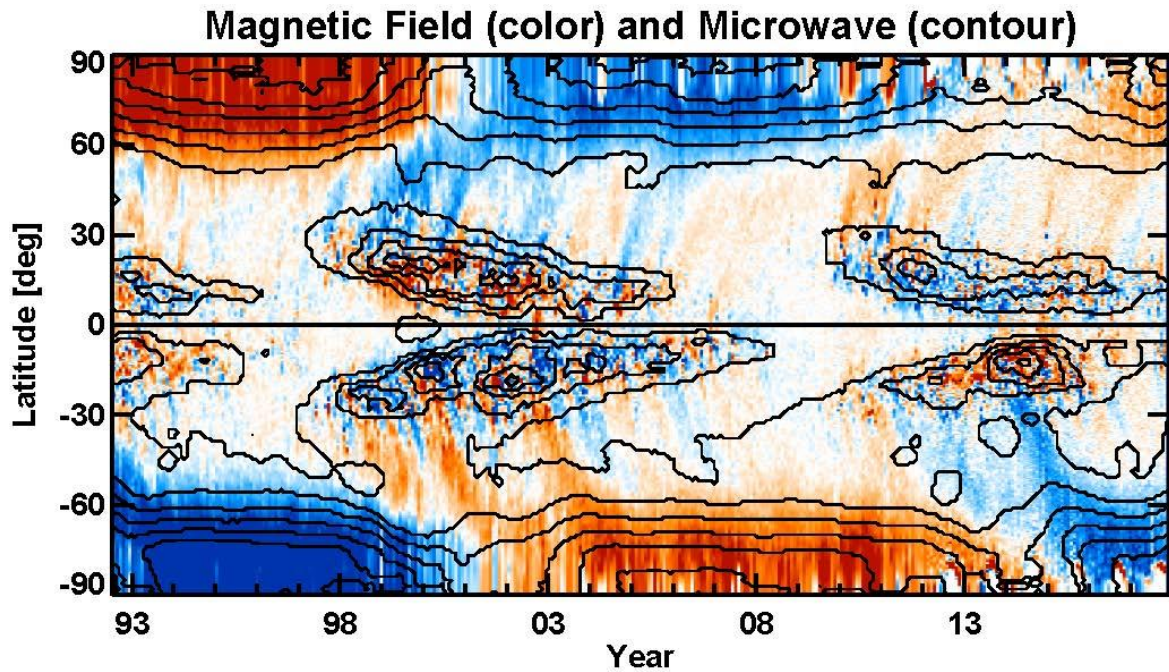 Magnetic Field (color) and Microwave (contour)
90
60
30
0
-30
-60
-90
Latitude [deg]
93 98 03 08 13
Year